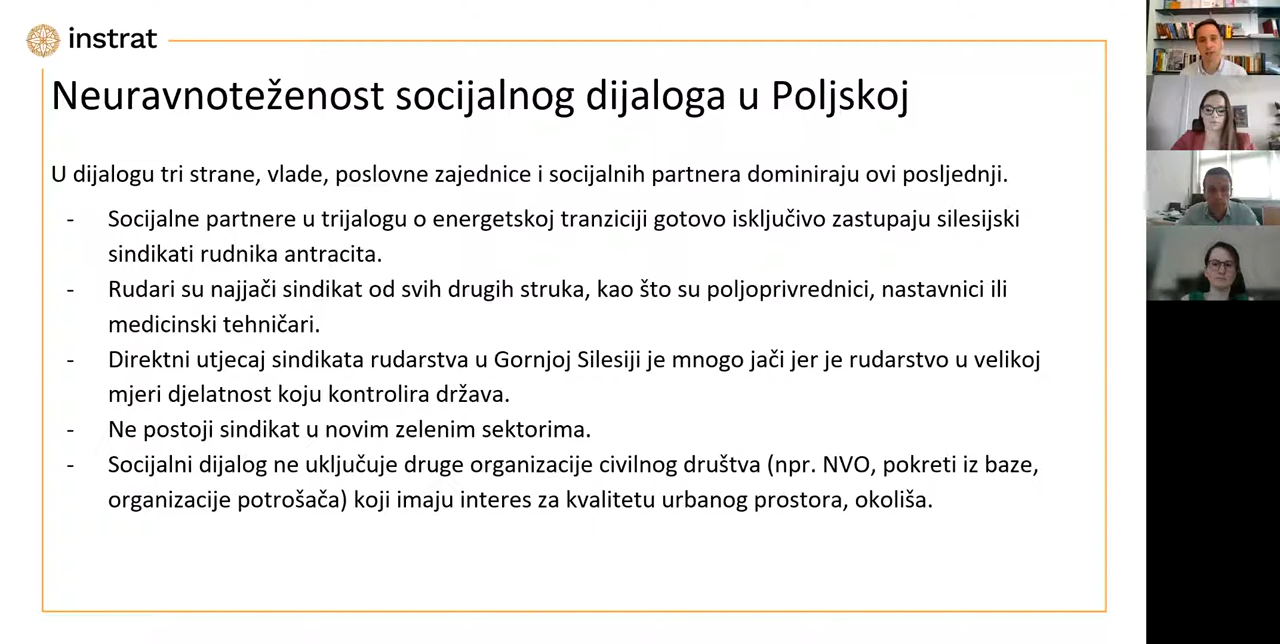 instrat
Neuravnoteženost socijalnog dijaloga u Poljskoj
U dijalogu tri strane, vlade, poslovne zajednice i socijalnih partnera dominiraju ovi posljednji.
- Socijalne partnere u trijalogu o energetskoj tranziciji gotovo isključivo zastupaju silesijski
sindikati rudnika antracita.
- Rudari su najjači sindikat od svih drugih struka, kao što su poljoprivrednici, nastavnici ili
medicinski tehničari.
- Direktni utjecaj sindikata rudarstva u Gornjoj Silesiji je mnogo jači jer je rudarstvo u velikoj
mjeri djelatnost koju kontrolira država.
- Ne postoji sindikat u novim zelenim sektorima.
- Socijalni dijalog ne uključuje druge organizacije civilnog društva (npr. NVO, pokreti iz baze,
organizacije potrošača) koji imaju interes za kvalitetu urbanog prostora, okoliša.